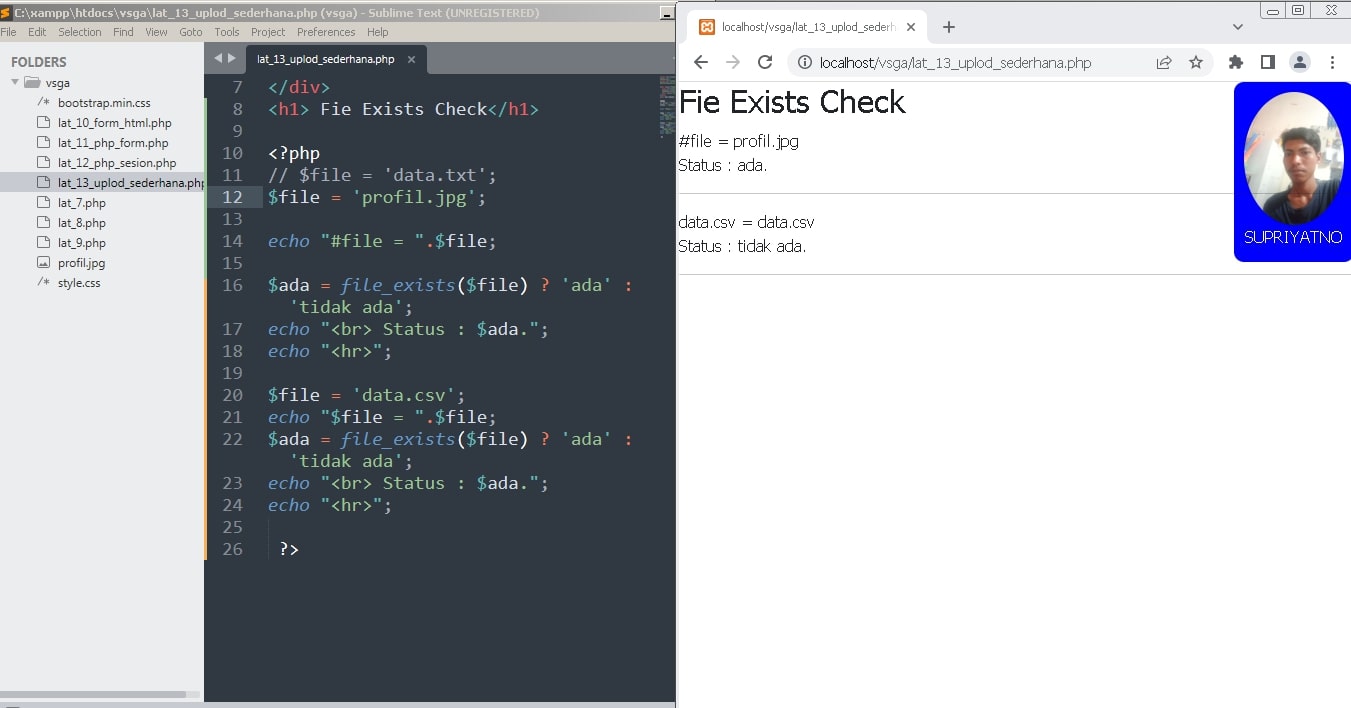 C:\xampp\htdocs\vsga\lat_13_uplod_sederhana.php (vsga) - Sublime Text (UNREGISTERED)
File Edit Selection Find View Goto Tools Project Preferences Help
FOLDERS
vsga
/* bootstrap.min.css
lat_10_form_html.php
lat_11_php_form.php
lat_12_php_sesion.php
lat_13_uplod_sederhana.php
lat_7.php
lat_8.php
lat_9.php
profil.jpg
/* style.css
lat_13_uplod_sederhana.php
7 </div>
8 <h1> Fie Exists Check</h1>
9
10 <?php
11 // $file = 'data.txt';
12 $file = 'profil.jpg';
13
14 echo "#file = ".$file;
15
16 $ada = file_exists($file) ? 'ada' :
'tidak ada';
17 echo "<br> Status : $ada.";
18 echo "<hr>";
19
20 $file = 'data.csv';
21 echo "$file = ".$file;
22 $ada = file_exists($file) ? 'ada' :
'tidak ada';
23 echo "<br> Status : $ada.";
24 echo "<hr>";
25
26 ?>
localhost/vsga/lat_13_uplod_sederh
localhost/vsga/lat_13_uplod_sederhana.php
Fie Exists Check
#file = profil.jpg
Status : ada.
data.csv = data.csv
Status : tidak ada.
SUPRIYATNO